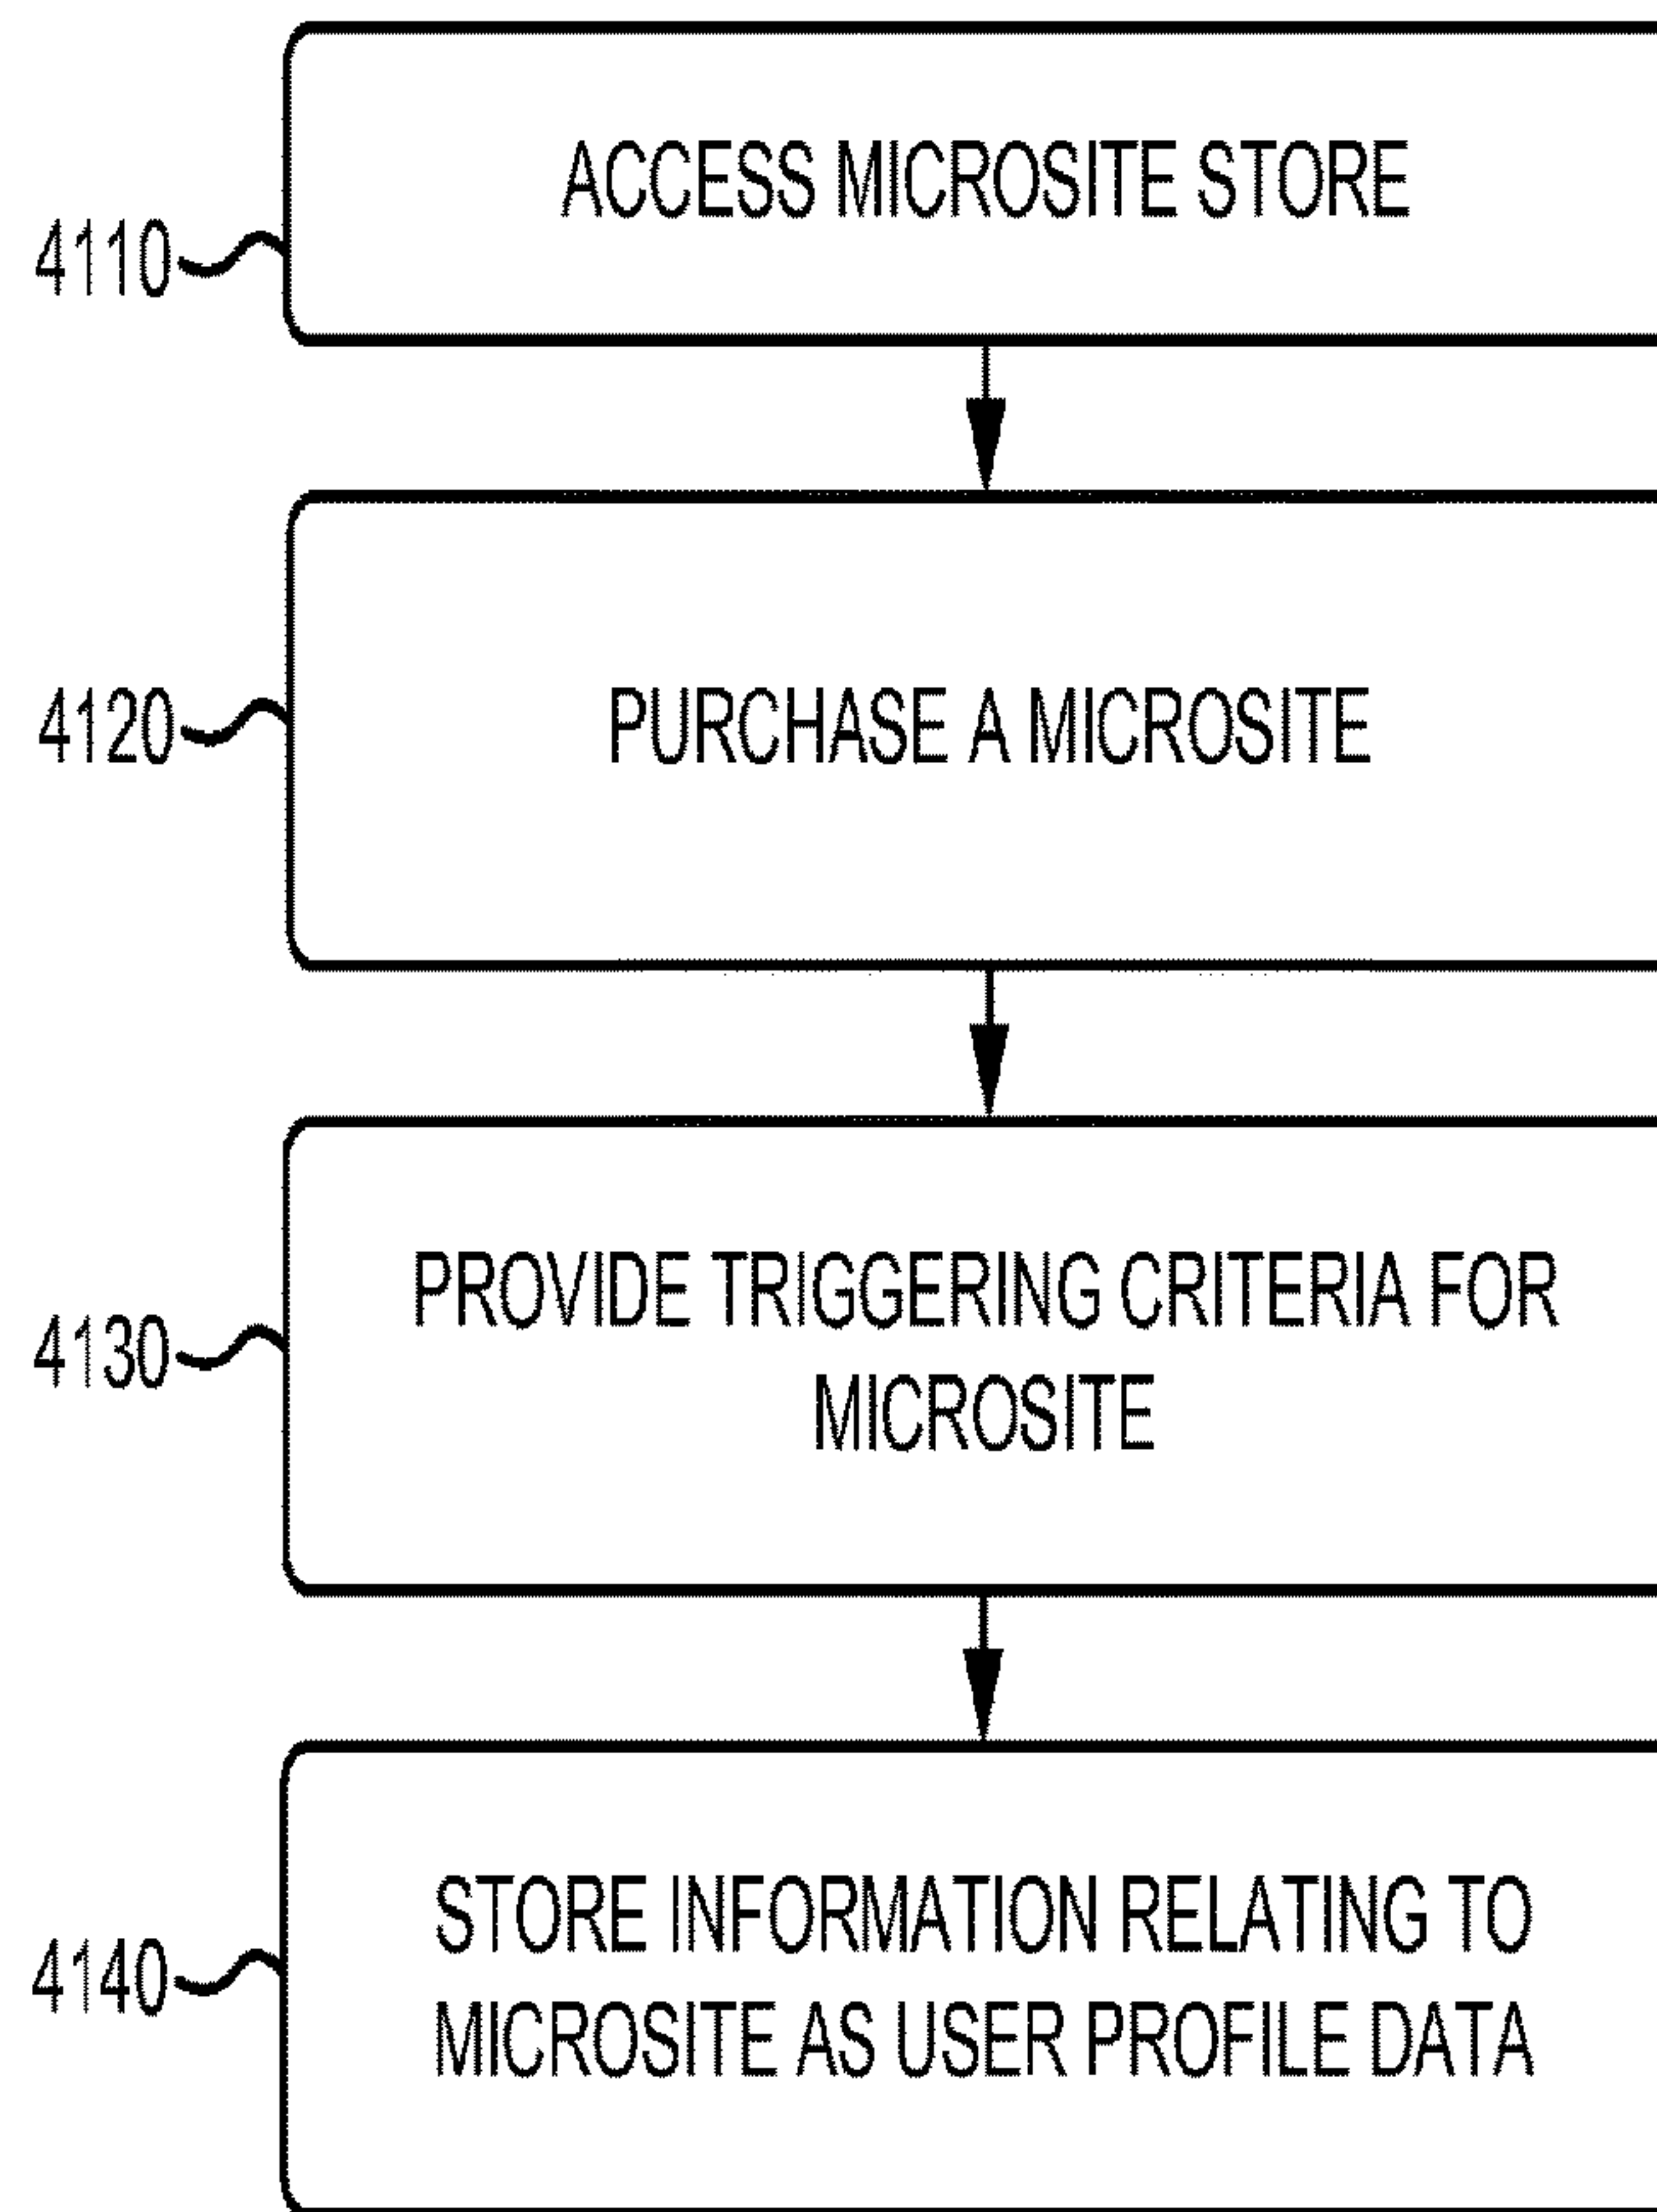 ACCESS MICROSITE STORE
4110
PURCHASE A MICROSITE
4120
PROVIDE TRIGGERING CRITERIA FOR
MICROSITE
4130
STORE INFORMATION RELATING TO
MICROSITE AS USER PROFILE DATA
4140